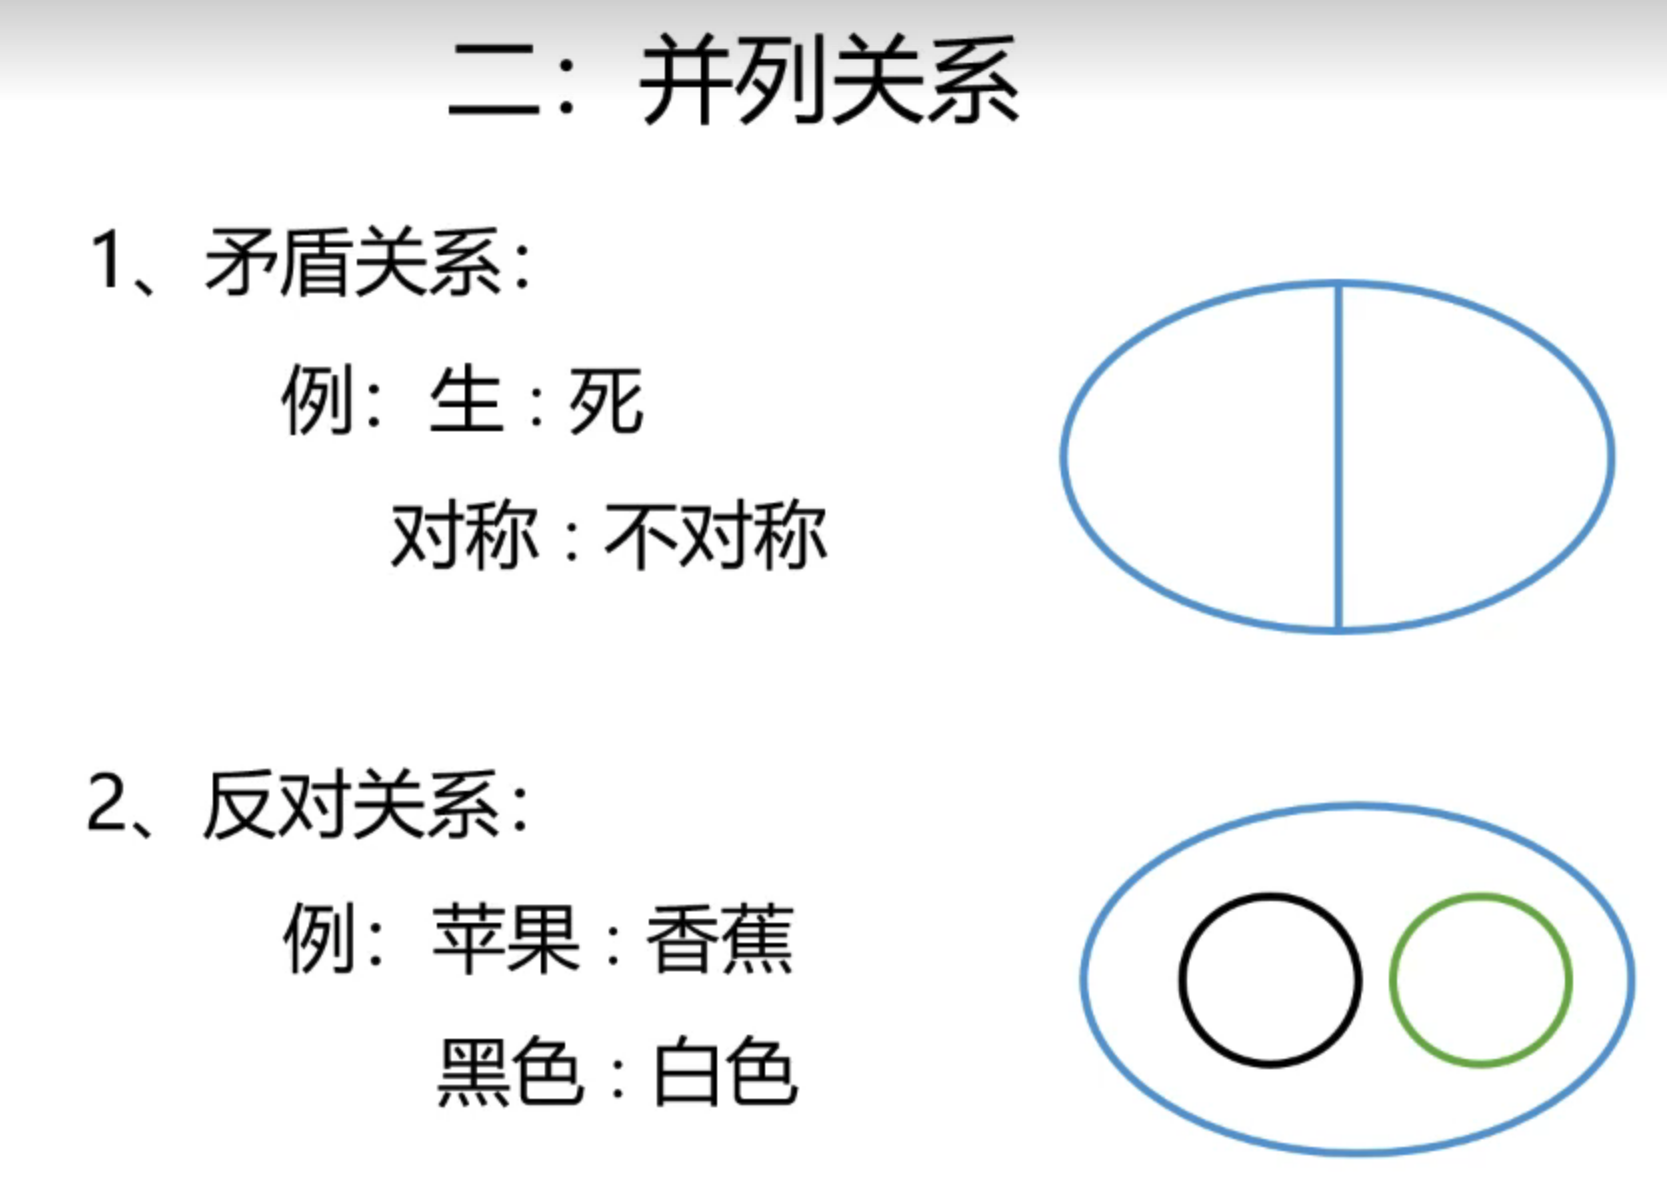 二：并列关系
1、矛盾关系：
例：生：死
对称：不对称
2、反对关系：
例：苹果：香蕉
黑色：白色